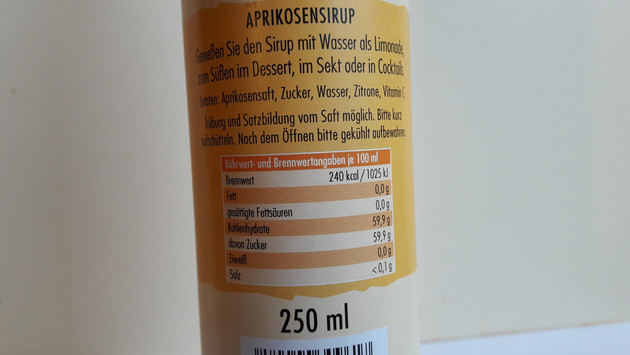 APRIKOSENSIRUP
Genießen Sie den Sirup mit Wasser als Limonade,
zum Süßen im Dessert, im Sekt oder in Cocktails.
Zutaten: Aprikosensaft, Zucker, Wasser, Zitrone, Vitamin C
Trübung und Satzbildung vom Saft möglich. Bitte kurz
aufschütteln. Nach dem Öffnen bitte gekühlt aufbewahren.
Nährwert- und Brennwertangaben je 100 ml
Brennwert 240 kcal / 1025 kJ
Fett 0,0 g
gesättigte Fettsäuren 0,0 g
Kohlenhydrate 59,9 g
davon Zucker 59,9 g
Eiweiß 0,0 g
Salz <0,1 g
250 ml